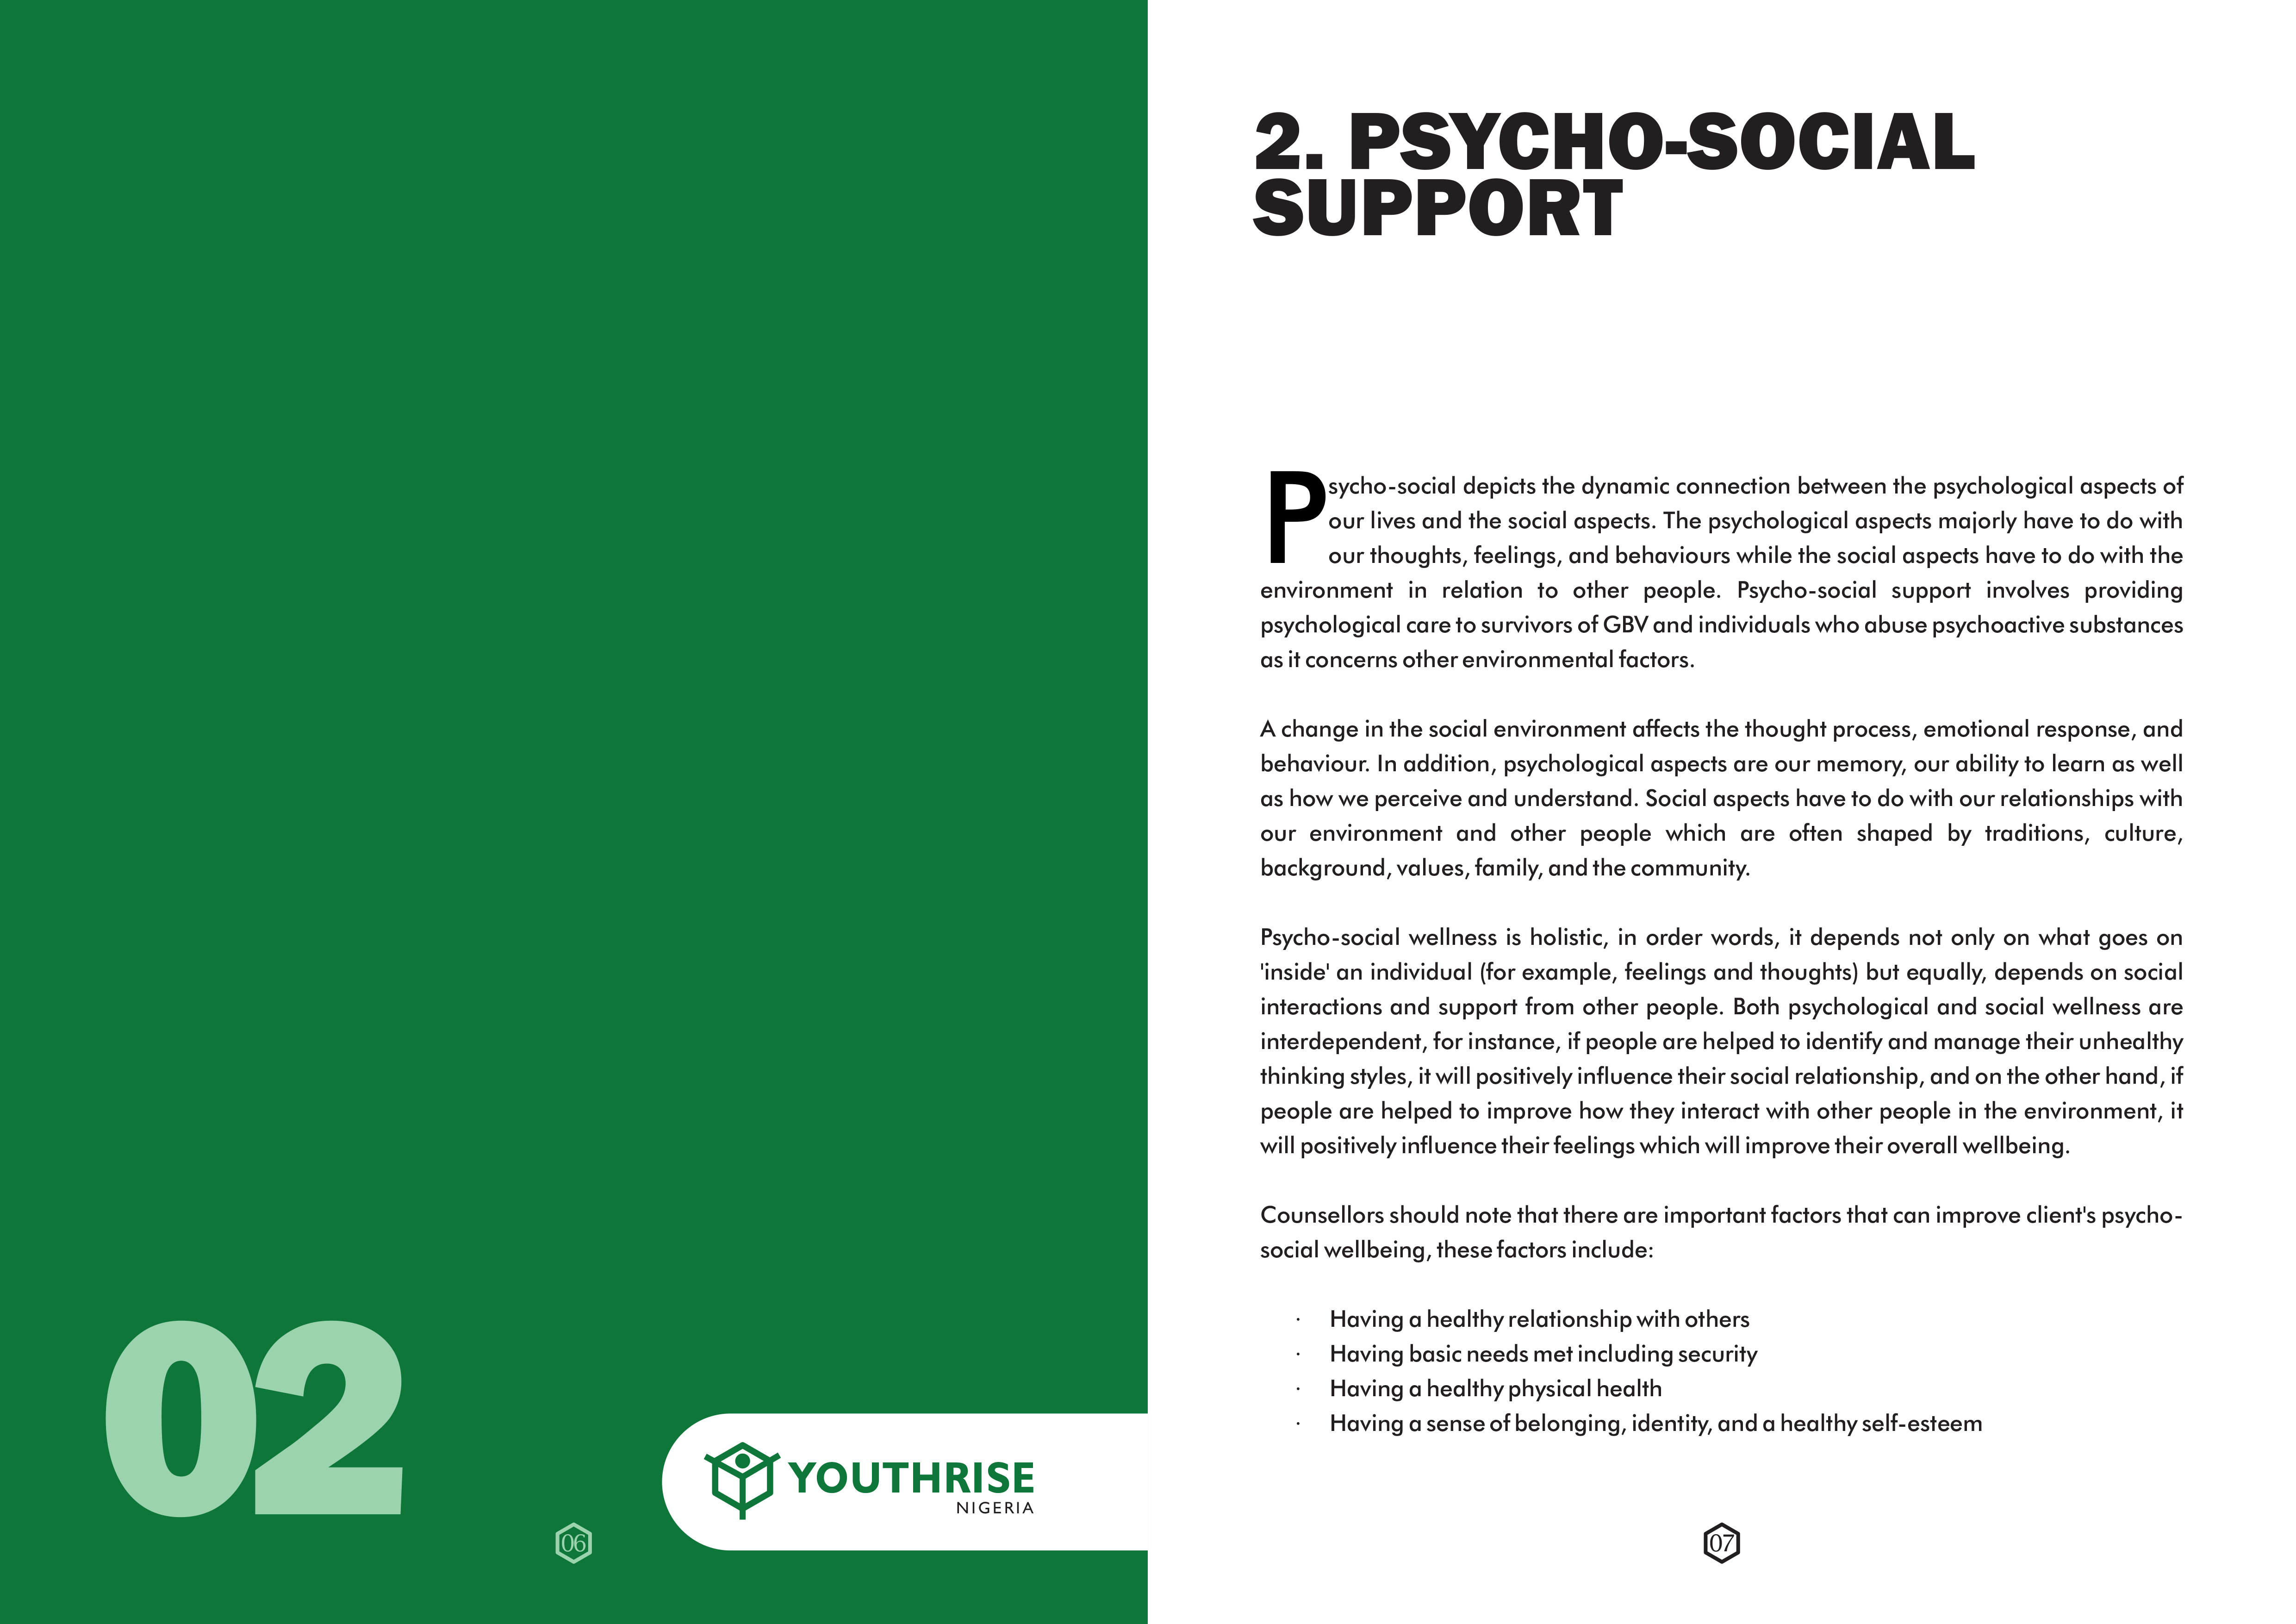 02
06
YOUTHRISE
NIGERIA
2. PSYCHO-SOCIAL
SUPPORT
Psycho-social depicts the dynamic connection between the psychological aspects of
our lives and the social aspects. The psychological aspects majorly have to do with
our thoughts, feelings, and behaviours while the social aspects have to do with the
environment in relation to other people. Psycho-social support involves providing
psychological care to survivors of GBV and individuals who abuse psychoactive substances
as it concerns other environmental factors.
A change in the social environment affects the thought process, emotional response, and
behaviour. In addition, psychological aspects are our memory, our ability to learn as well
as how we perceive and understand. Social aspects have to do with our relationships with
our environment and other people which are often shaped by traditions, culture,
background, values, family, and the community.
Psycho-social wellness is holistic, in order words, it depends not only on what goes on
'inside' an individual (for example, feelings and thoughts) but equally, depends on social
interactions and support from other people. Both psychological and social wellness are
interdependent, for instance, if people are helped to identify and manage their unhealthy
thinking styles, it will positively influence their social relationship, and on the other hand, if
people are helped to improve how they interact with other people in the environment, it
will positively influence their feelings which will improve their overall wellbeing.
Counsellors should note that there are important factors that can improve client's psycho-
social wellbeing, these factors include:
· Having a healthy relationship with others
· Having basic needs met including security
· Having a healthy physical health
· Having a sense of belonging, identity, and a healthy self-esteem
07